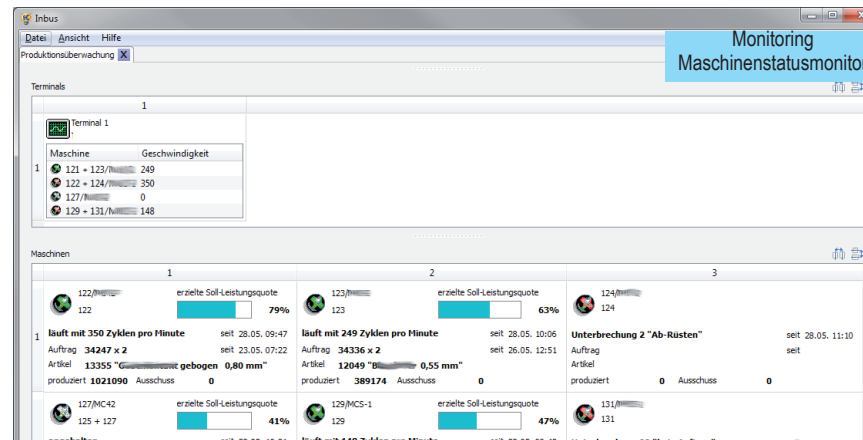 Inbus
Datei Ansicht Hilfe
Monitoring
Maschinenstatusmonitor
Produktionsüberwachung X
Terminals
1
Terminal 1
Maschine Geschwindigkeit
1
121 + 123/ 249
122 + 124/ 350
127/ 0
129 + 131/ 148
Maschinen
1 2 3
122/ erzielte Soll-Leistungsquote
122 79%
123/ erzielte Soll-Leistungsquote
123 63%
124/
124
1
läuft mit 350 Zyklen pro Minute seit 28.05. 09:47
Auftrag 34247 x 2 seit 23.05. 07:22
Artikel 13355 " gebogen 0,80 mm"
produziert 1021090 Ausschuss 0
läuft mit 249 Zyklen pro Minute seit 28.05. 10:06
Auftrag 34336 x 2 seit 26.05. 12:51
Artikel 12049 "B 0,55 mm"
produziert 389174 Ausschuss 0
Unterbrechung 2 "Ab-Rüsten" seit 28.05. 11:10
Auftrag seit
Artikel
produziert 0 Ausschuss 0
127/MC42 erzielte Soll-Leistungsquote
125 + 127 41%
129/MCS-1 erzielte Soll-Leistungsquote
129 47%
131/
131